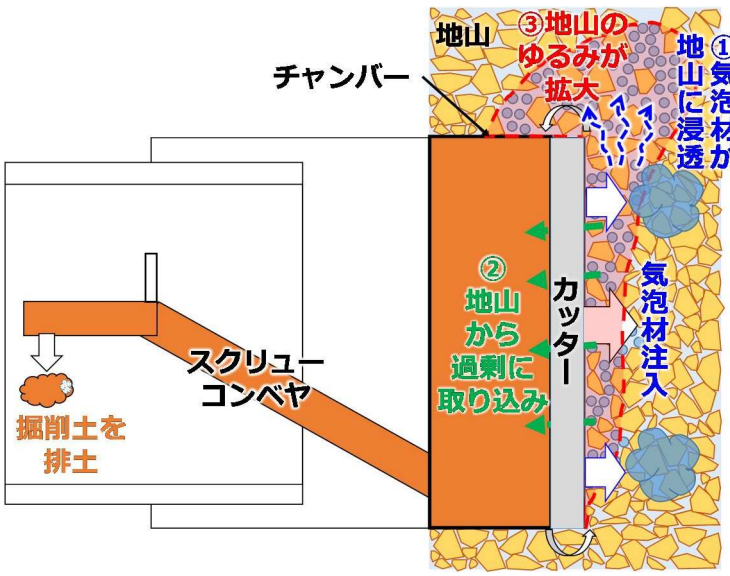 地山
③地山の
ゆるみが
拡大
①気泡材が
地山に浸透
チャンバー
②
地山
から
過剰に
取り込み
カッター
気泡材注入
スクリュー
コンベヤ
掘削土を
排土